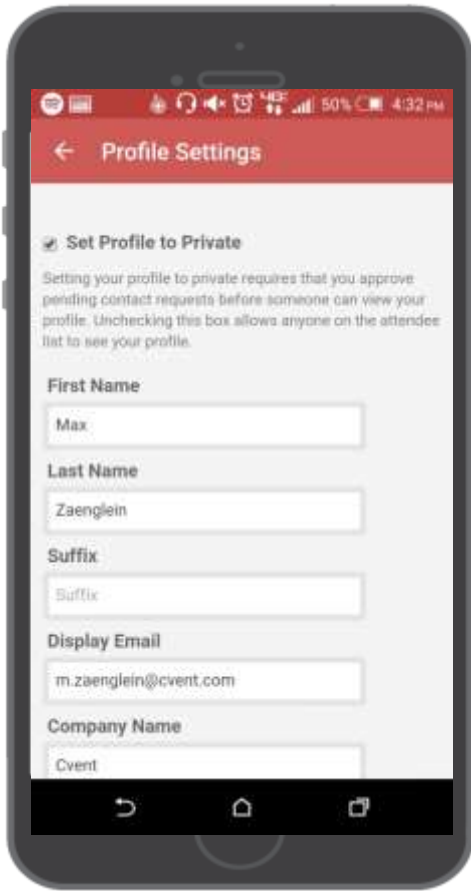 50% 4:32 PM
Profile Settings
Set Profile to Private
Setting your profile to private requires that you approve
pending contact requests before someone can view your
profile. Unchecking this box allows anyone on the attendee
list to see your profile.
First Name
Max
Last Name
Zaenglein
Suffix
Suffix
Display Email
m.zaenglein@cvent.com
Company Name
Cvent